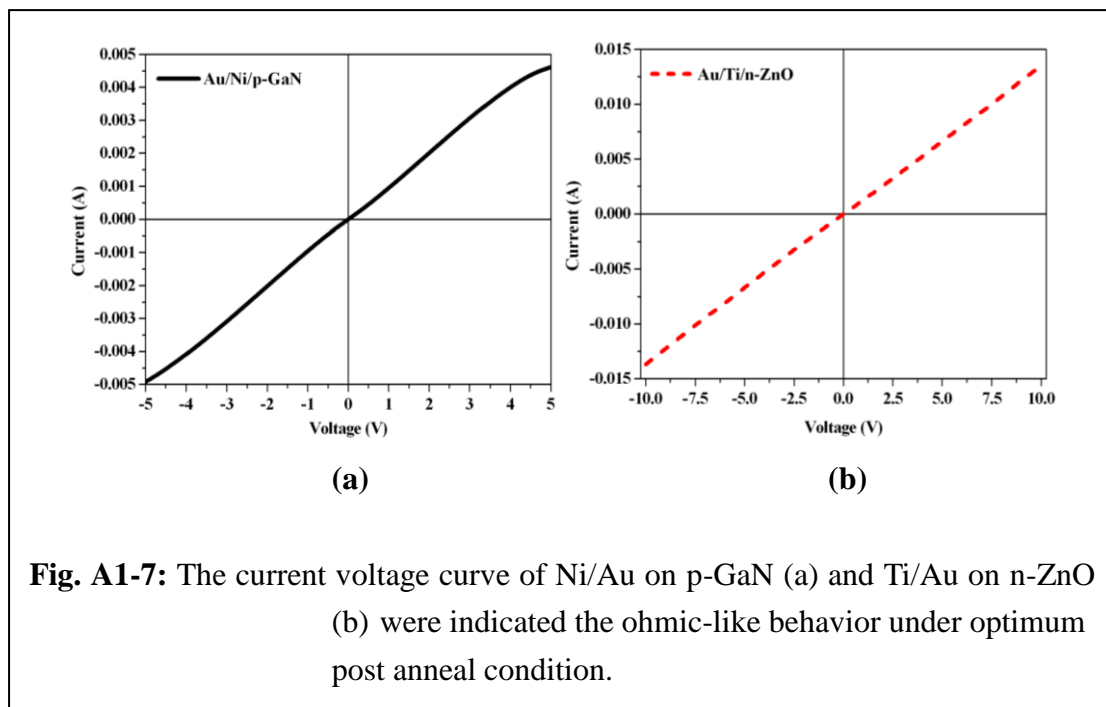 0.005
0.004
0.003
0.002
0.001
0.000
-0.001
-0.002
-0.003
-0.004
-0.005
Current (A)
Au/Ni/p-GaN
-5 -4 -3 -2 -1 0 1 2 3 4 5
Voltage (V)
(a)
0.015
0.010
0.005
0.000
-0.005
-0.010
-0.015
Current (A)
Au/Ti/n-ZnO
-10.0 -7.5 -5.0 -2.5 0.0 2.5 5.0 7.5 10.0
Voltage (V)
(b)
Fig. A1-7: The current voltage curve of Ni/Au on p-GaN (a) and Ti/Au on n-ZnO
(b) were indicated the ohmic-like behavior under optimum
post anneal condition.